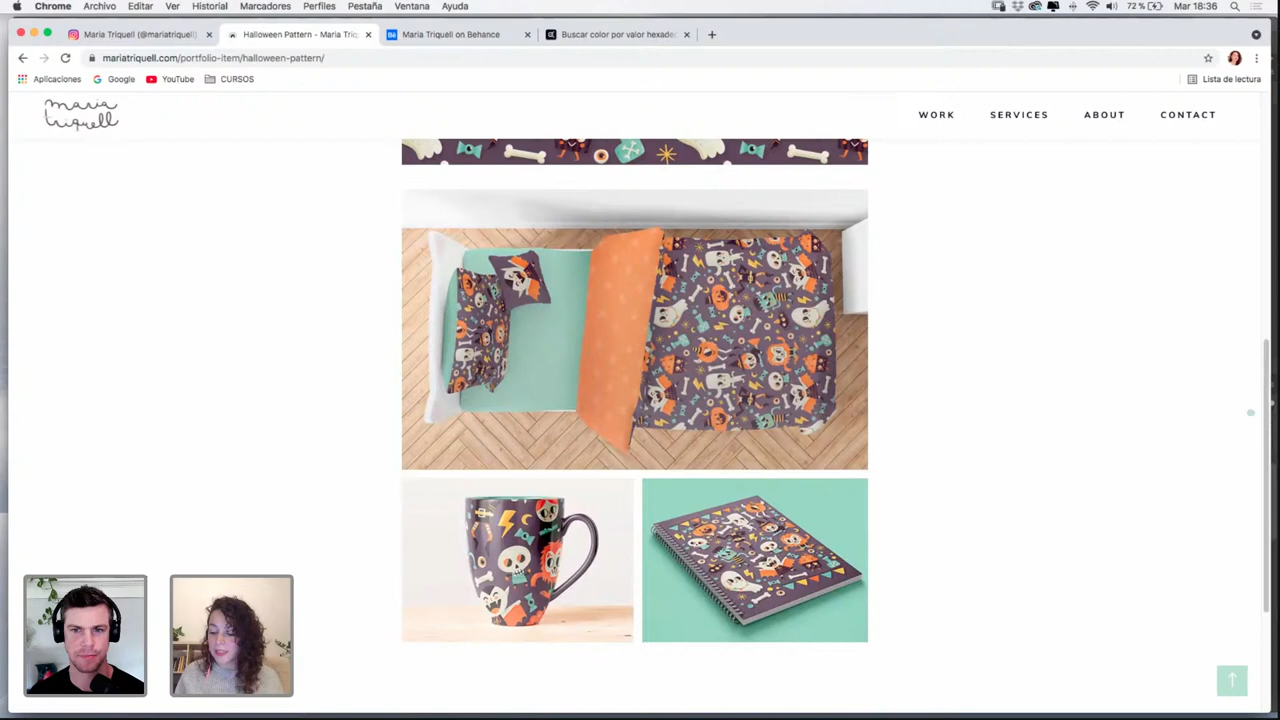 Chrome Archivo Editar Ver Historial Marcadores Perfiles Pestaña Ventana Ayuda 72 % Mar 18:36
Maria Triquell (@mariatriquell) Halloween Pattern - Maria Triq Maria Triquell on Behance Buscar color por valor hexade
mariatriquell.com/portfolio-item/halloween-pattern/
Aplicaciones Google YouTube CURSOS Lista de lectura
maria
triquell
WORK SERVICES ABOUT CONTACT